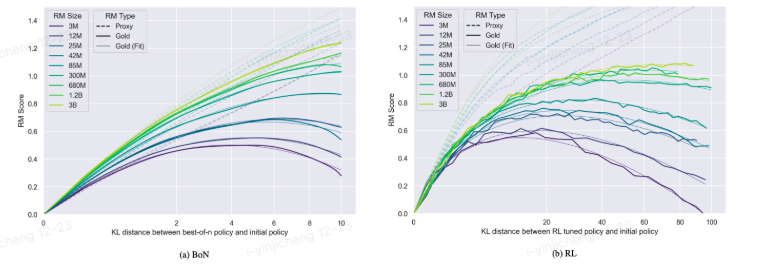 RM Size
3M
12M
25M
42M
85M
300M
680M
1.2B
3B
RM Type
Proxy
Gold
Gold (Fit)
RM Score
1.4
1.2
1.0
0.8
0.6
0.4
0.2
0.0
0 2 4 6 8 10
KL distance between best-of-n policy and initial policy
(a) BoN
RM Size
3M
12M
25M
42M
85M
300M
680M
1.2B
3B
RM Type
Proxy
Gold
Gold (Fit)
RM Score
1.4
1.2
1.0
0.8
0.6
0.4
0.2
0.0
0 20 40 60 80 100
KL distance between RL tuned policy and initial policy
(b) RL